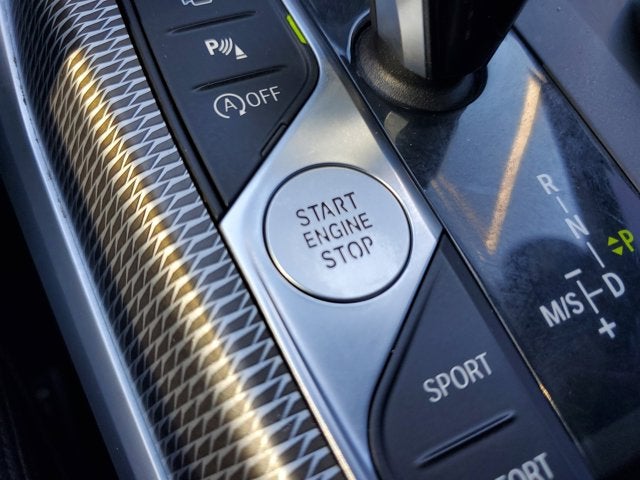 P
A OFF
START
ENGINE
STOP
R
N
P
D
M/S
+
SPORT